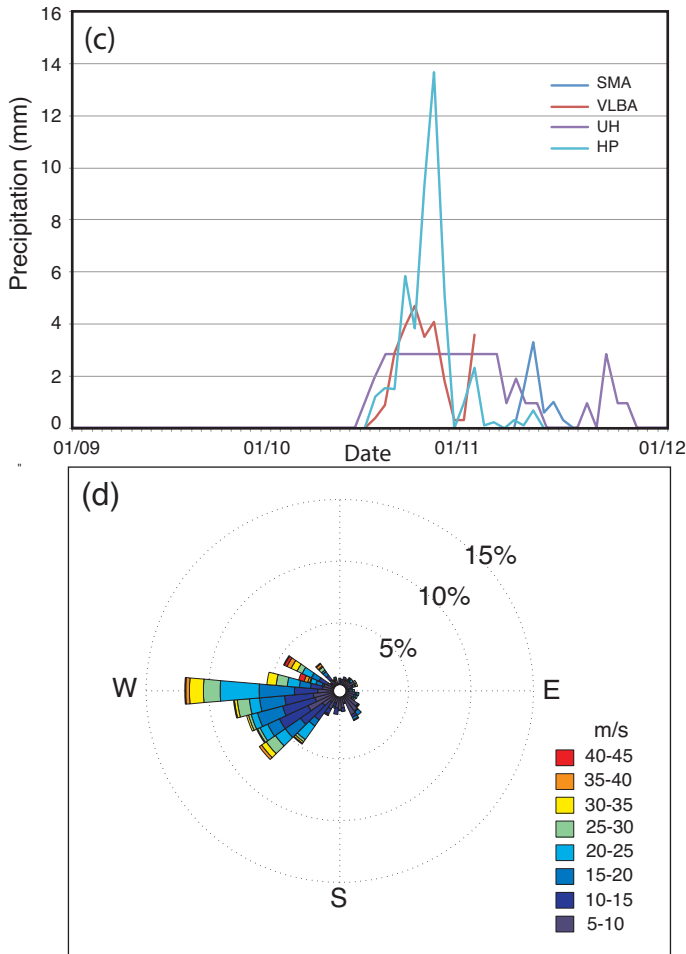 (c)
Precipitation (mm)
16
14
12
10
8
6
4
2
0
SMA
VLBA
UH
HP
01/09
01/10
Date
01/11
01/12
"
(d)
15%
10%
5%
W
E
S
m/s
40-45
35-40
30-35
25-30
20-25
15-20
10-15
5-10